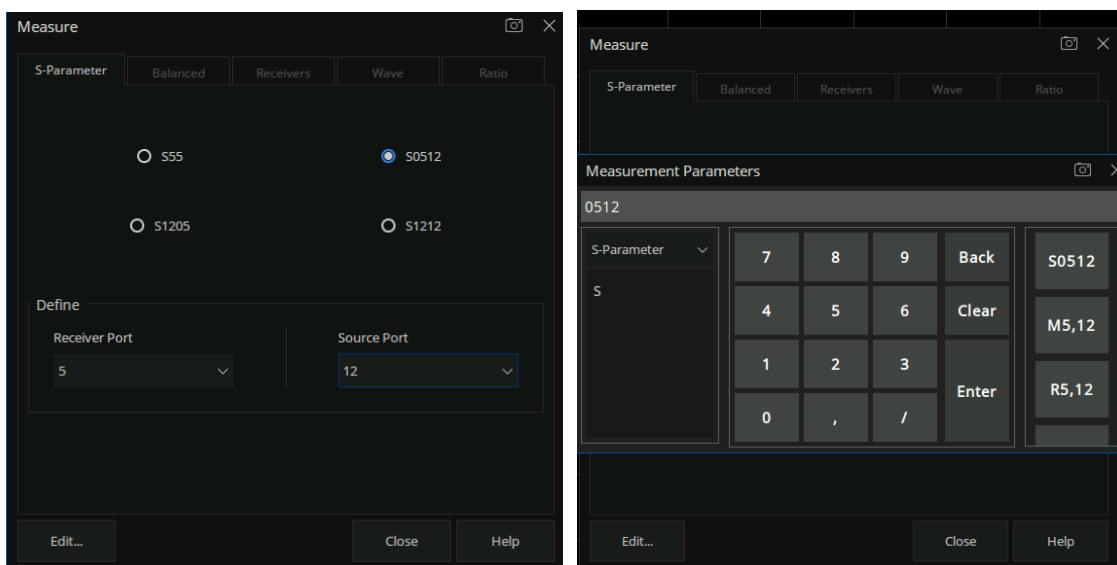 Measure
S-Parameter Balanced Receivers Wave Ratio
S55 S0512
S1205 S1212
Define
Receiver Port Source Port
5 12
Edit... Close Help
Measure
S-Parameter Balanced Receivers Wave Ratio
Measurement Parameters
0512
S-Parameter
S
7 8 9 Back
4 5 6 Clear
1 2 3 Enter
0 , /
S0512
M5,12
R5,12
Edit... Close Help